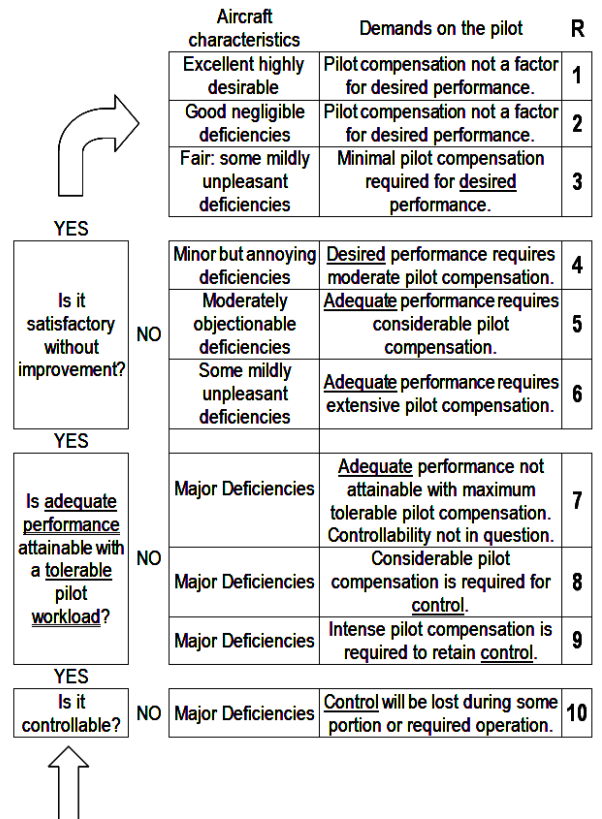 Aircraft
characteristics
Demands on the pilot
R
Excellent highly
desirable
Pilot compensation not a factor
for desired performance.
1
Good negligible
deficiencies
Pilot compensation not a factor
for desired performance.
2
Fair: some mildly
unpleasant
deficiencies
Minimal pilot compensation
required for desired
performance.
3
YES
Is it
satisfactory
without
improvement?
NO
Minor but annoying
deficiencies
Desired performance requires
moderate pilot compensation.
4
Moderately
objectionable
deficiencies
Adequate performance requires
considerable pilot
compensation.
5
Some mildly
unpleasant
deficiencies
Adequate performance requires
extensive pilot compensation.
6
YES
Is adequate
performance
attainable with
a tolerable
pilot
workload?
NO
Major Deficiencies
Adequate performance not
attainable with maximum
tolerable pilot compensation.
Controllability not in question.
7
Major Deficiencies
Considerable pilot
compensation is required for
control.
8
Major Deficiencies
Intense pilot compensation is
required to retain control.
9
YES
Is it
controllable?
NO
Major Deficiencies
Control will be lost during some
portion or required operation.
10